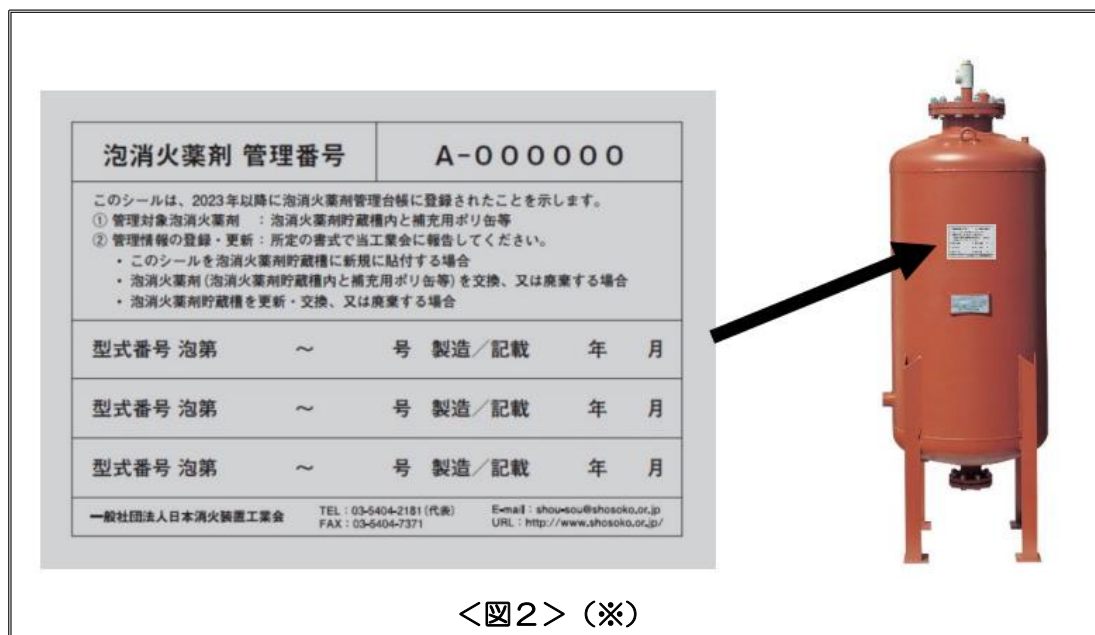 泡消火薬剤 管理番号
A-000000
このシールは、2023年以降に泡消火薬剤管理台帳に登録されたことを示します。
① 管理対象泡消火薬剤 : 泡消火薬剤貯蔵槽内と補充用ポリ缶等
② 管理情報の登録・更新 : 所定の書式で当工業会に報告してください。
・ このシールを泡消火薬剤貯蔵槽に新規に貼付する場合
・ 泡消火薬剤 (泡消火薬剤貯蔵槽内と補充用ポリ缶等) を交換、又は廃棄する場合
・ 泡消火薬剤貯蔵槽を更新・交換、又は廃棄する場合
型式番号 泡第 ～ 号 製造／記載 年 月
型式番号 泡第 ～ 号 製造／記載 年 月
型式番号 泡第 ～ 号 製造／記載 年 月
一般社団法人日本消火装置工業会
TEL : 03-5404-2181 (代表)
FAX : 03-5404-7371
E-mail : shou-sou@shosoko.or.jp
URL : http://www.shosoko.or.jp/
＜図２＞（※）